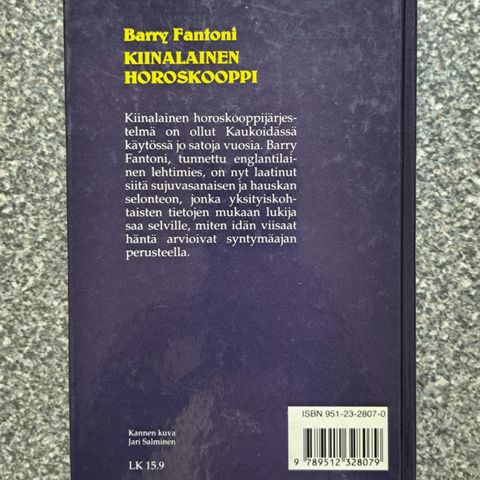 Barry Fantoni
KIINALAINEN
HOROSKOOPPI
Kiinalainen horoskooppijärjes-
telmä on ollut Kaukoidässä
käytössä jo satoja vuosia. Barry
Fantoni, tunnettu englantilai-
nen lehtimies, on nyt laatinut
siitä sujuvasanaisen ja hauskan
selonteon, jonka yksityiskoh-
taisten tietojen mukaan lukija
saa selville, miten idän viisaat
häntä arvioivat syntymäajan
perusteella.
Kannen kuva
Jari Salminen
LK 15.9
ISBN 951-23-2807-0
9 789512 328079